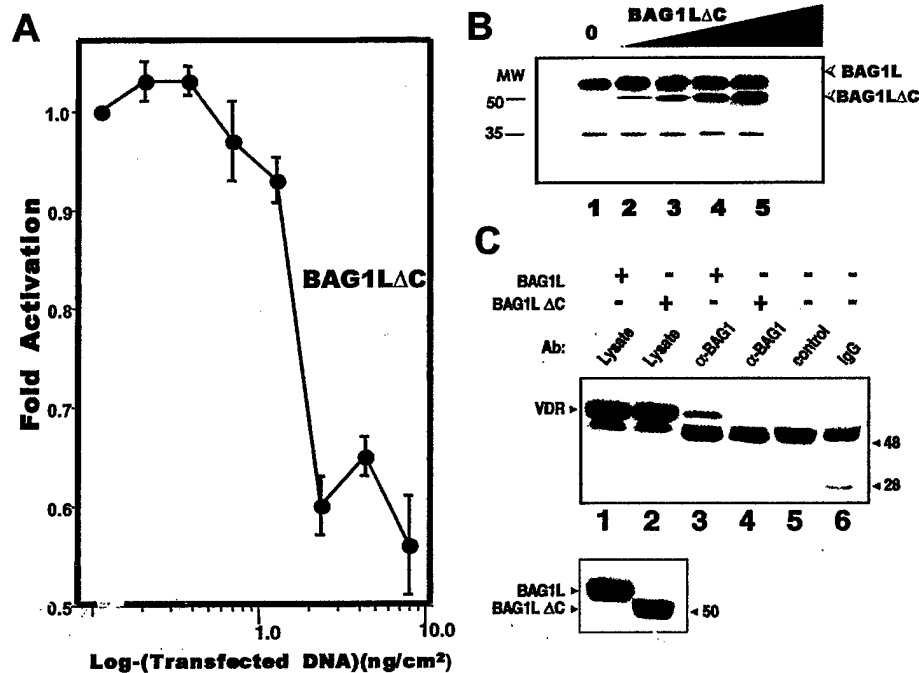 A
Fold Activation
1.0
0.9
0.8
0.7
0.6
0.5
BAG1LΔC
1.0
10.0
Log-(Transfected DNA)(ng/cm²)
B
BAG1LΔC
0
MW
50
35
BAG1L
BAG1LΔC
1 2 3 4 5
C
BAG1L + - + - - -
BAG1L ΔC - + - + - -
Ab: Lysate Lysate α-BAG1 α-BAG1 control IgG
VDR
48
28
1 2 3 4 5 6
BAG1L
BAG1L ΔC
50